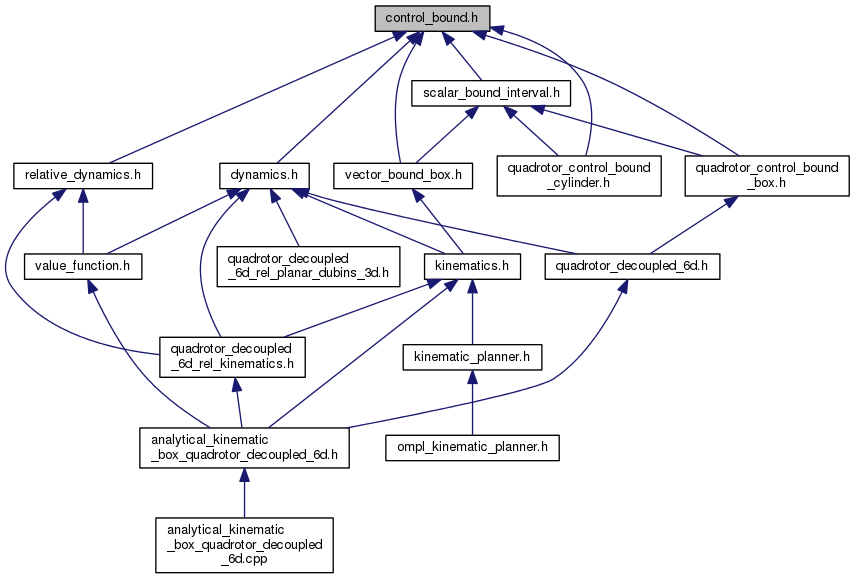 control_bound.h
scalar_bound_interval.h
relative_dynamics.h
dynamics.h
vector_bound_box.h
quadrotor_control_bound
_cylinder.h
quadrotor_control_bound
_box.h
value_function.h
quadrotor_decoupled
_6d_rel_planar_dubins_3d.h
kinematics.h
quadrotor_decoupled_6d.h
quadrotor_decoupled
_6d_rel_kinematics.h
kinematic_planner.h
analytical_kinematic
_box_quadrotor_decoupled_6d.h
ompl_kinematic_planner.h
analytical_kinematic
_box_quadrotor_decoupled
_6d.cpp